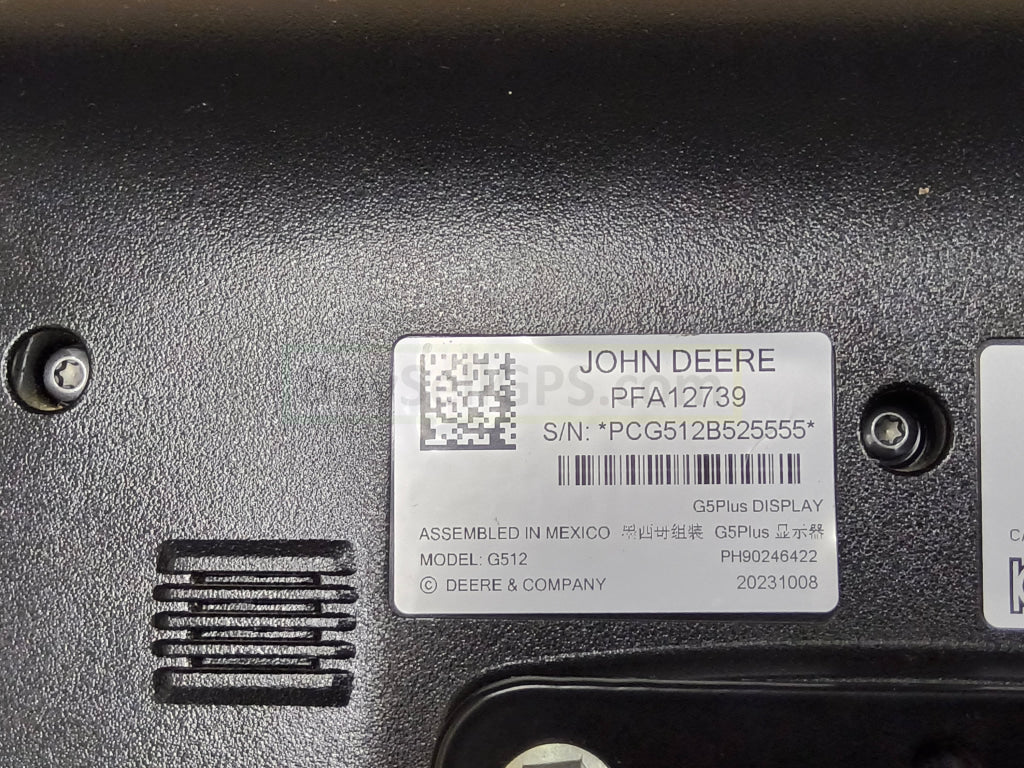 JOHN DEERE
PFA12739
S/N: *PCG512B525555*
G5Plus DISPLAY
ASSEMBLED IN MEXICO 墨西哥组装 G5Plus 显示器
MODEL: G512
PH90246422
© DEERE & COMPANY
20231008
CA